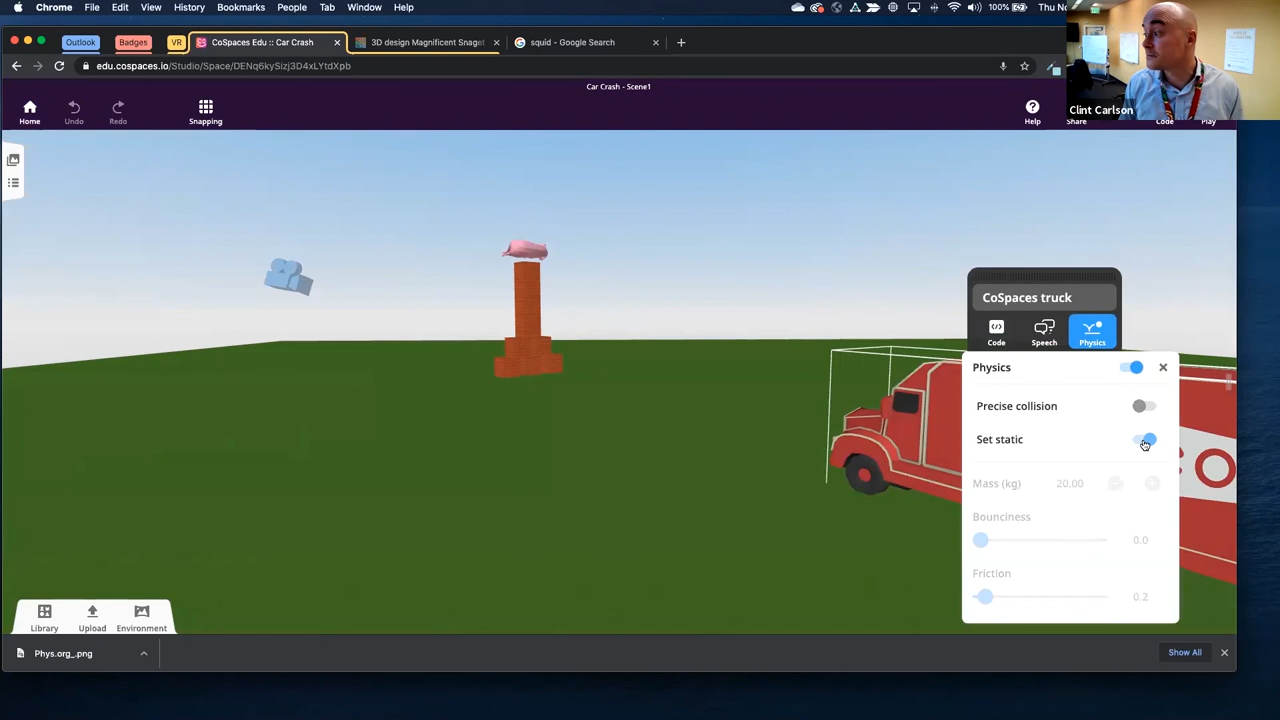 Chrome File Edit View History Bookmarks People Tab Window Help 100% Thu No
Outlook Badges VR CoSpaces Edu :: Car Crash 3D design Magnificent Snaget squid - Google Search
edu.cospaces.io/Studio/Space/DENq6kySizj3D4xLYtdXpb
Car Crash - Scene1
Clint Carlson
Home Undo Redo Snapping Help Share Code Play
CoSpaces truck
Code Speech Physics
Physics
Precise collision
Set static
Mass (kg) 20.00
Bounciness
0.0
Friction
0.2
CO
Library Upload Environment
Phys.org_.png Show All